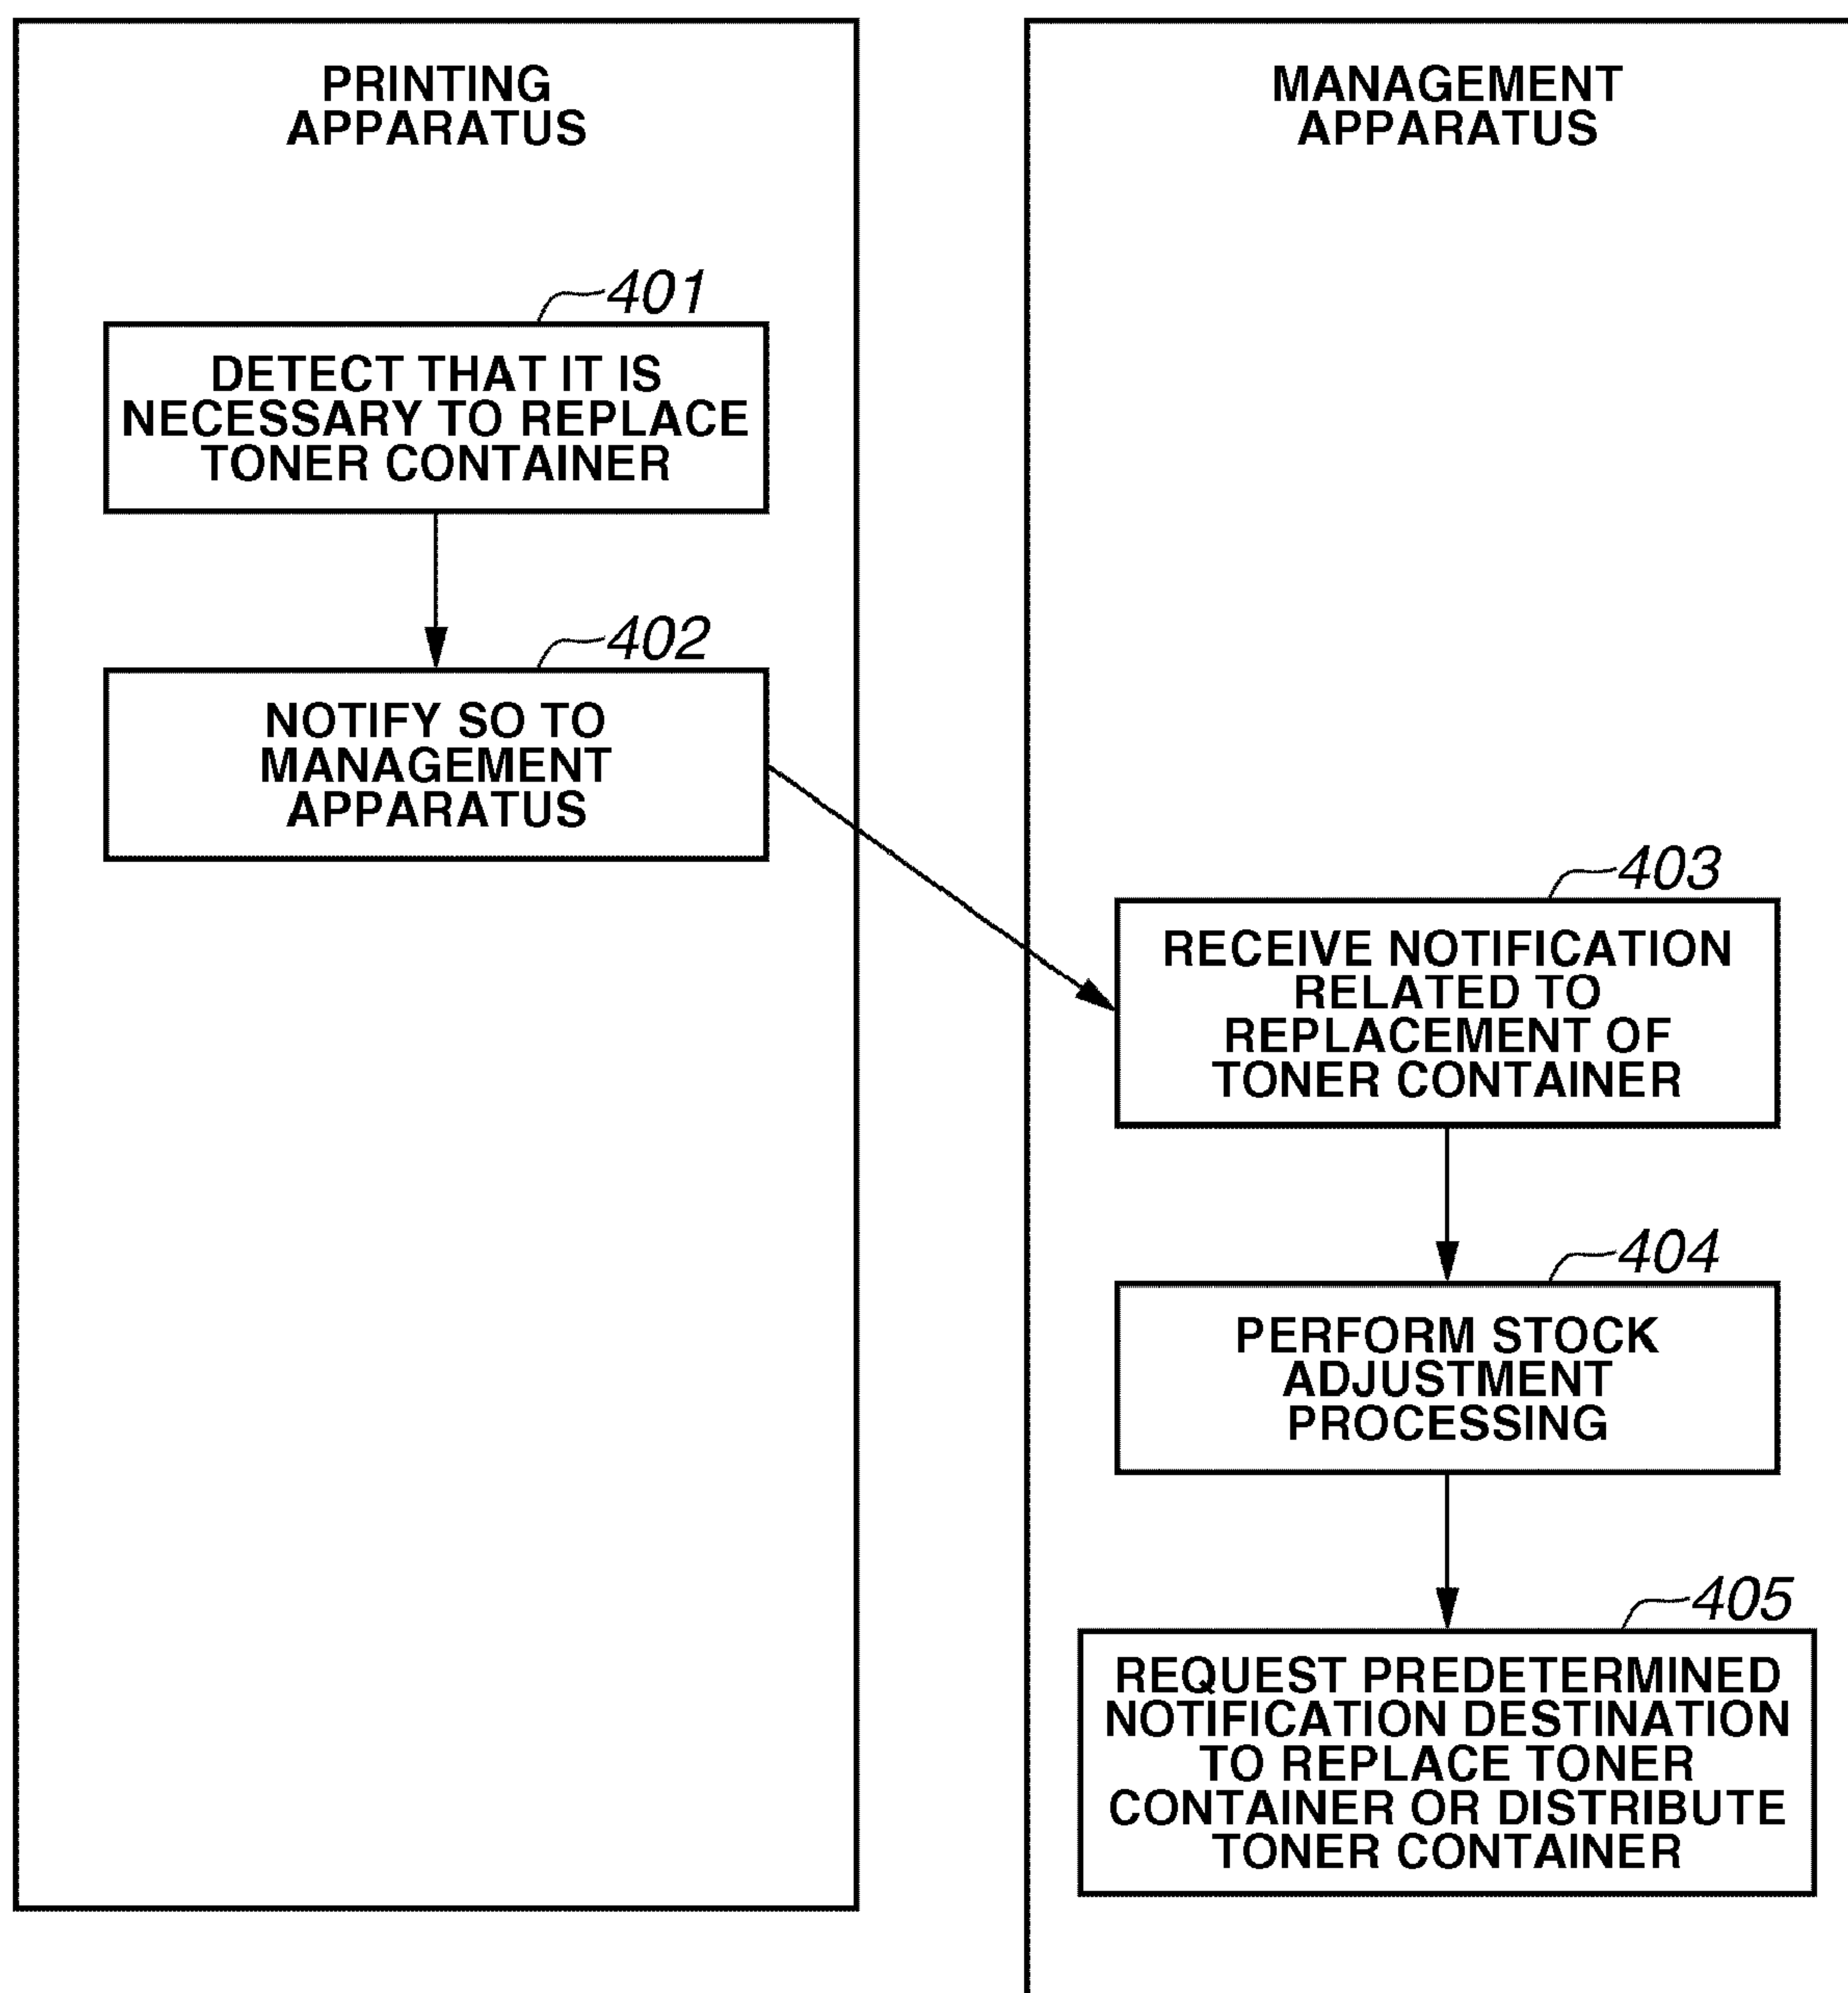 PRINTING
APPARATUS
401
DETECT THAT IT IS
NECESSARY TO REPLACE
TONER CONTAINER
402
NOTIFY SO TO
MANAGEMENT
APPARATUS
MANAGEMENT
APPARATUS
403
RECEIVE NOTIFICATION
RELATED TO
REPLACEMENT OF
TONER CONTAINER
404
PERFORM STOCK
ADJUSTMENT
PROCESSING
405
REQUEST PREDETERMINED
NOTIFICATION DESTINATION
TO REPLACE TONER
CONTAINER OR DISTRIBUTE
TONER CONTAINER